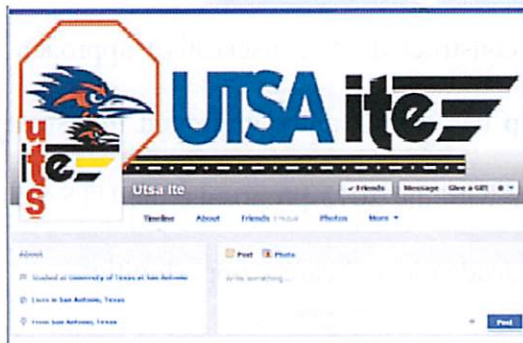 UTSA ite
uts
ite
Utsa Ite
Friends Message Give a Gift
Timeline About Friends Photos More
About
Post Photo
Studied at University of Texas at San Antonio
Write something...
Lives in San Antonio, Texas
From San Antonio, Texas
Post